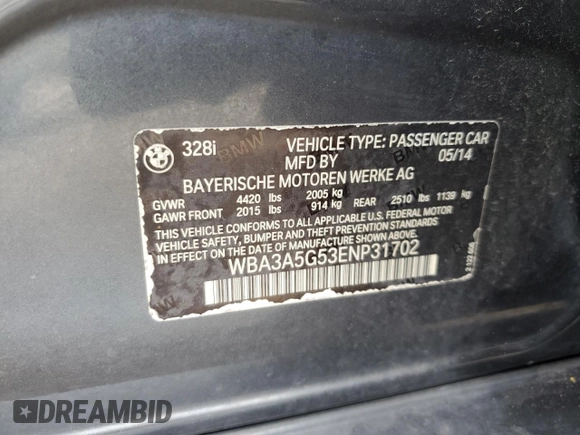 328i VEHICLE TYPE: PASSENGER CAR
MFD BY 05/14
BAYERISCHE MOTOREN WERKE AG
GVWR 4420 lbs 2005 kg
GAWR FRONT 2015 lbs 914 kg REAR 2510 lbs 1139 kg
THIS VEHICLE CONFORMS TO ALL APPLICABLE U.S. FEDERAL MOTOR
VEHICLE SAFETY, BUMPER AND THEFT PREVENTION STANDARDS
IN EFFECT ON THE DATE OF MANUFACTURE SHOWN ABOVE.
WBA3A5G53ENP31702
DREAMBID